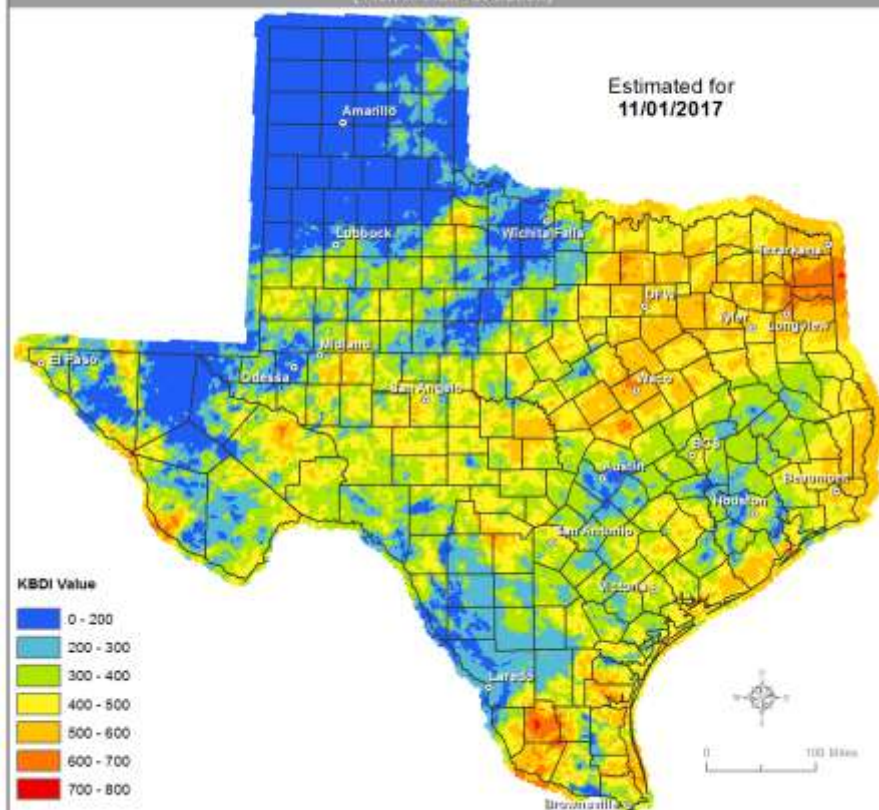 Estimated for
11/01/2017
Amarillo
Lubbock
Wichita Falls
Texarkana
DFW
Tyler
Longview
El Paso
Midland
Odessa
San Angelo
Waco
BCS
Austin
Beaumont
Houston
San Antonio
Victoria
Laredo
Brownsville
KBDI Value
0 - 200
200 - 300
300 - 400
400 - 500
500 - 600
600 - 700
700 - 800
0 100 Miles